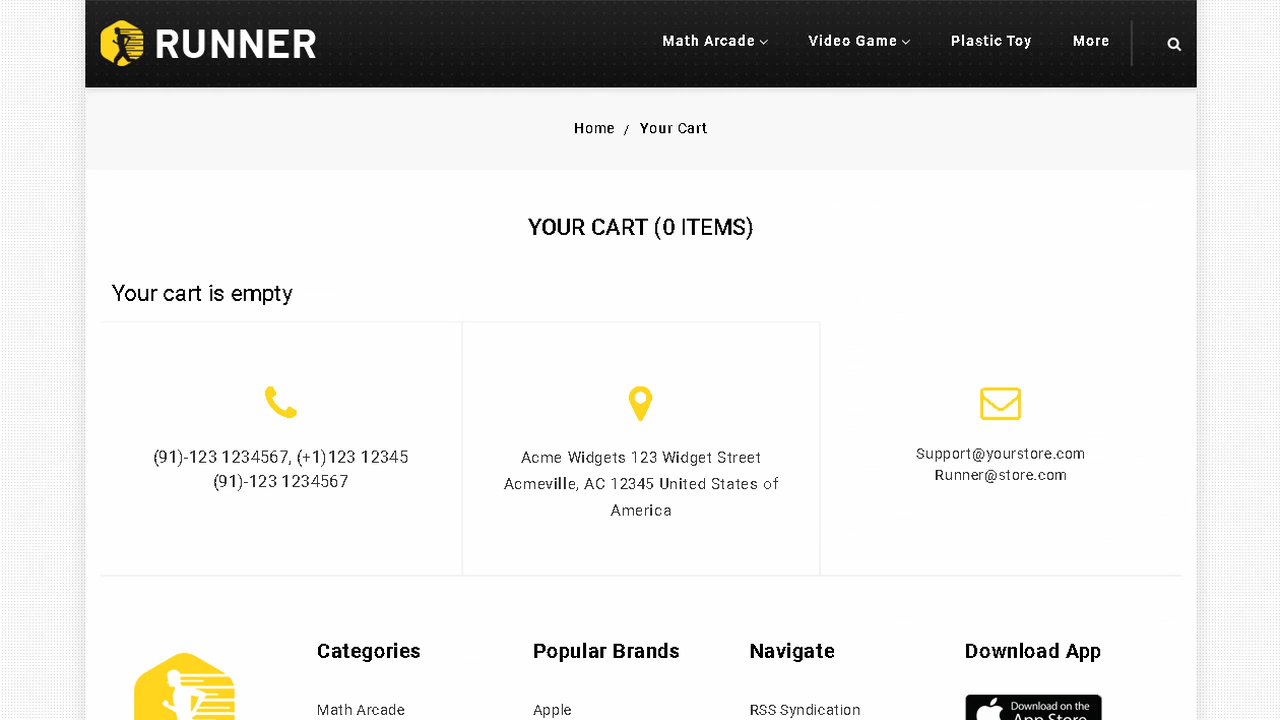 RUNNER
Math Arcade
Video Game
Plastic Toy
More
Home / Your Cart
YOUR CART (0 ITEMS)
Your cart is empty
(91)-123 1234567, (+1)123 12345
(91)-123 1234567
Acme Widgets 123 Widget Street
Acmeville, AC 12345 United States of
America
Support@yourstore.com
Runner@store.com
Categories
Math Arcade
Popular Brands
Apple
Navigate
RSS Syndication
Download App
Download on the
App Store